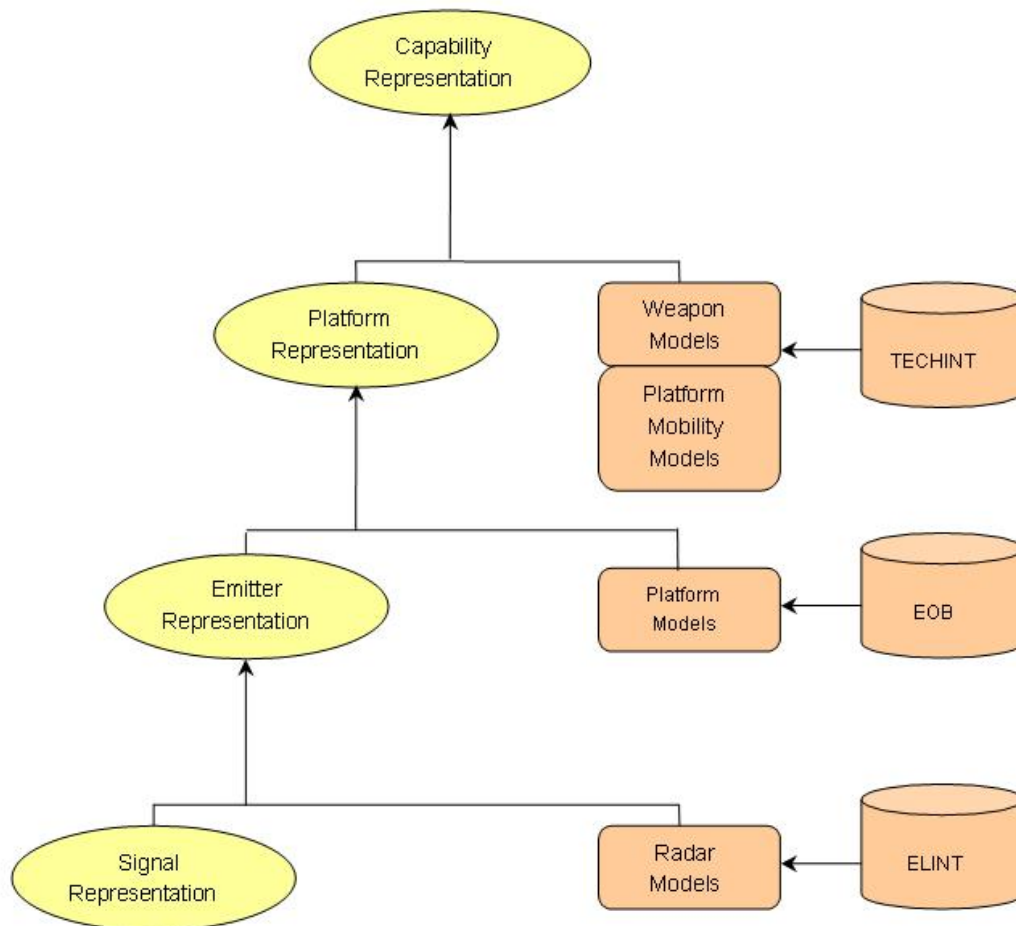 Capability
Representation
Platform
Representation
Weapon
Models
TECHINT
Platform
Mobility
Models
Emitter
Representation
Platform
Models
EOB
Signal
Representation
Radar
Models
ELINT